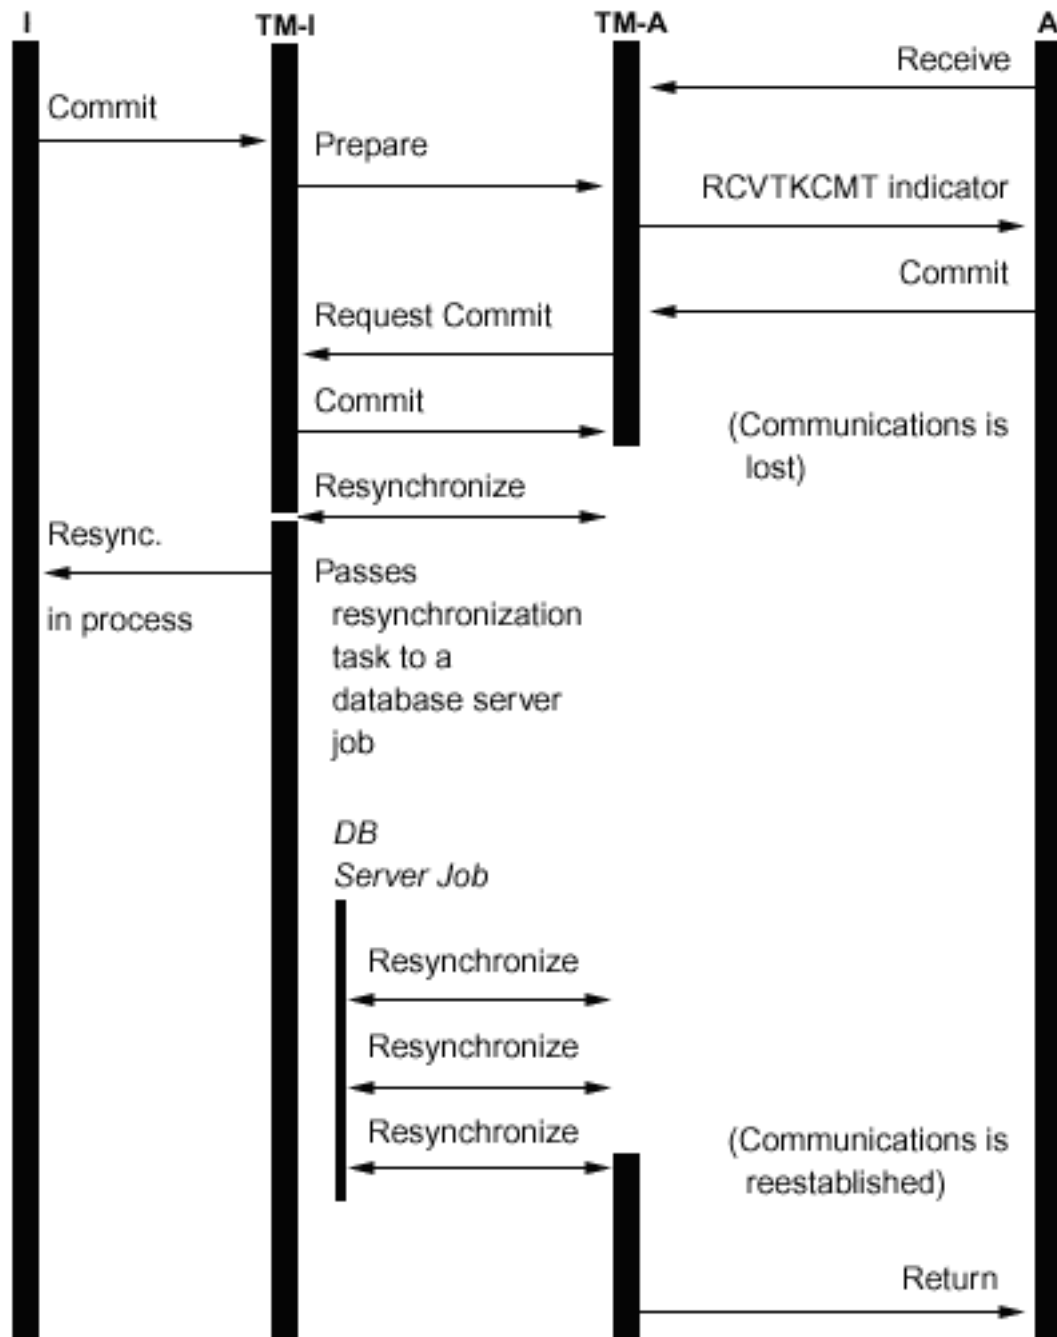 I
TM-I
TM-A
A
Receive
Commit
Prepare
RCVTKCMT indicator
Commit
Request Commit
Commit
(Communications is
lost)
Resynchronize
Resync.
in process
Passes
resynchronization
task to a
database server
job
DB
Server Job
Resynchronize
Resynchronize
Resynchronize
(Communications is
reestablished)
Return